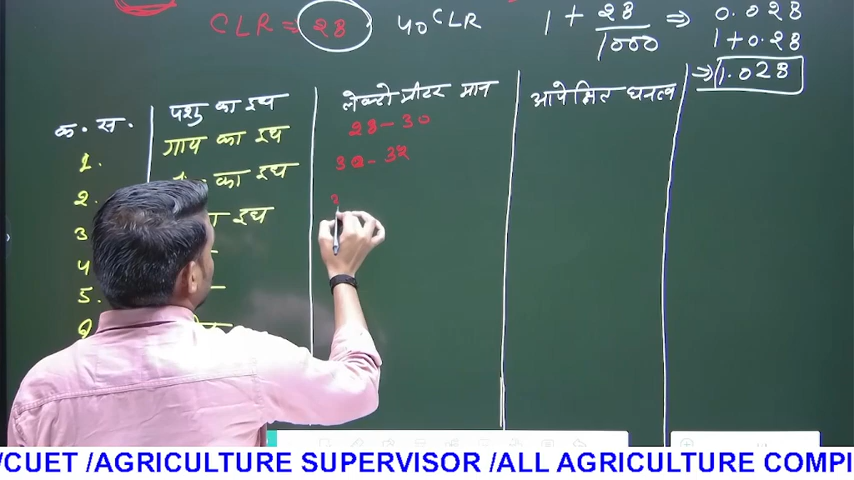 CLR ⇒ 28 40 CLR 1 + 28/1000 ⇒ 0.028
1+0.28
⇒ 1.028
क्र. स. पशु का दूध लेक्टो मीटर मान आपेक्षित घनत्व
1. गाय का दूध 28 – 30
2. का दूध 30 – 32
3 दूध
4
5.
/CUET /AGRICULTURE SUPERVISOR /ALL AGRICULTURE COMPI